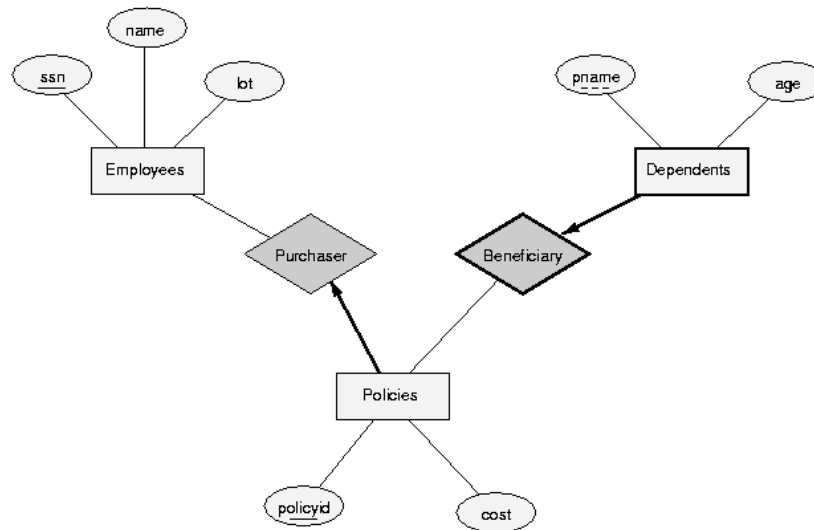 name
ssn
lot
pname
age
Employees
Dependents
Purchaser
Beneficiary
Policies
policyid
cost